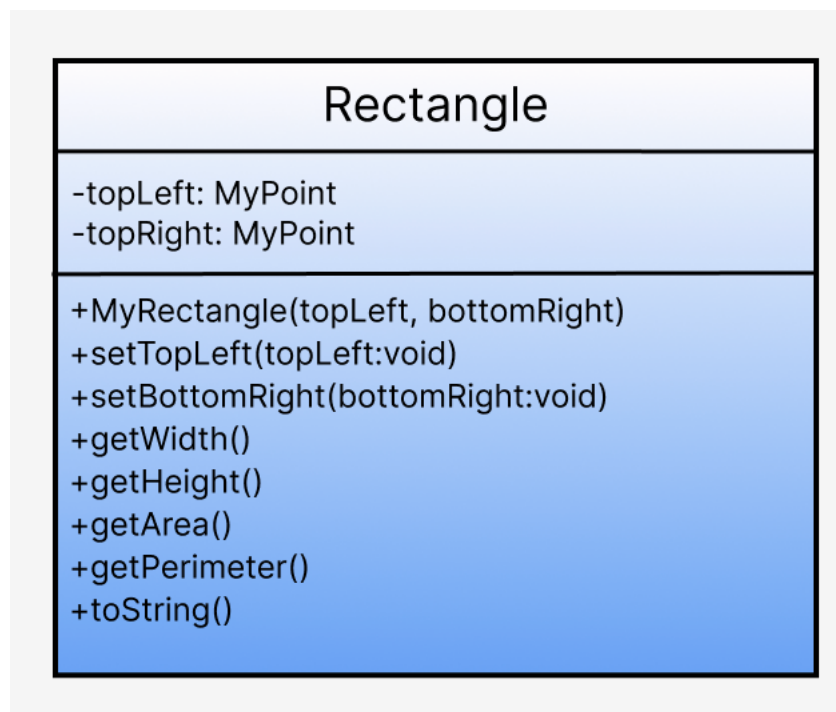 Rectangle
-topLeft: MyPoint
-topRight: MyPoint
+MyRectangle(topLeft, bottomRight)
+setTopLeft(topLeft:void)
+setBottomRight(bottomRight:void)
+getWidth()
+getHeight()
+getArea()
+getPerimeter()
+toString()